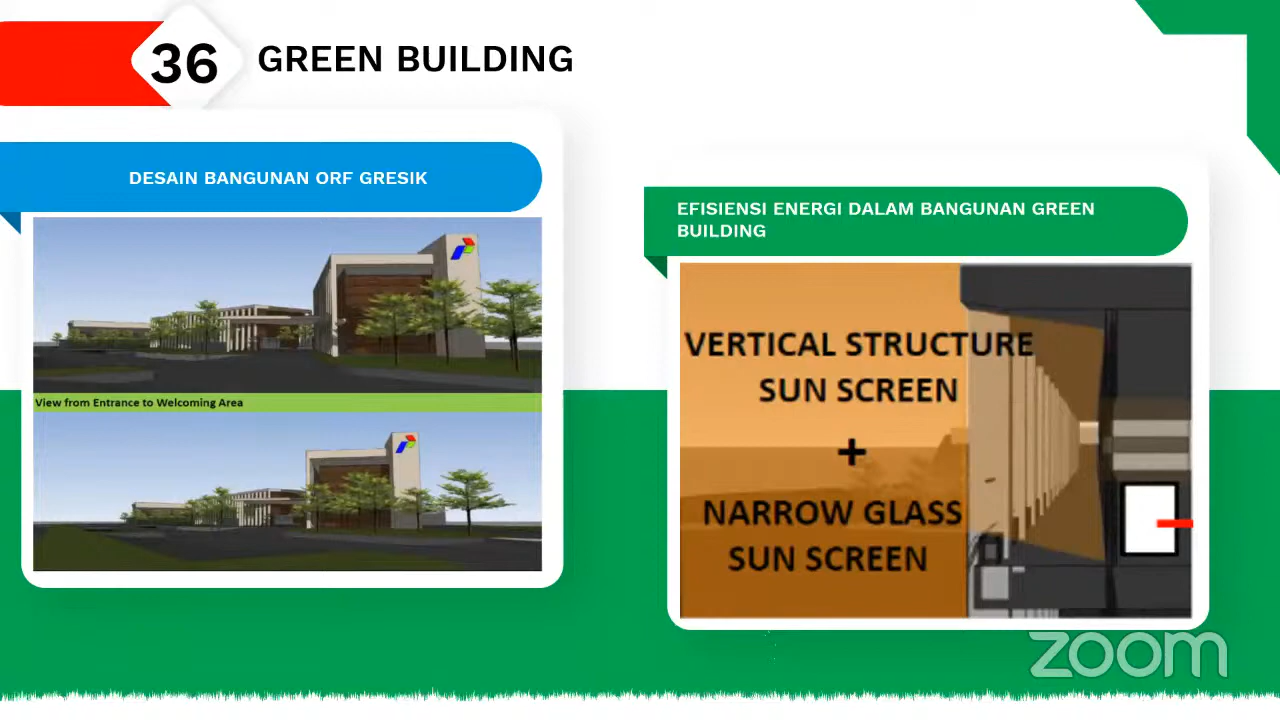 36
GREEN BUILDING
DESAIN BANGUNAN ORF GRESIK
View from Entrance to Welcoming Area
EFISIENSI ENERGI DALAM BANGUNAN GREEN
BUILDING
VERTICAL STRUCTURE
SUN SCREEN
+
NARROW GLASS
SUN SCREEN
zoom